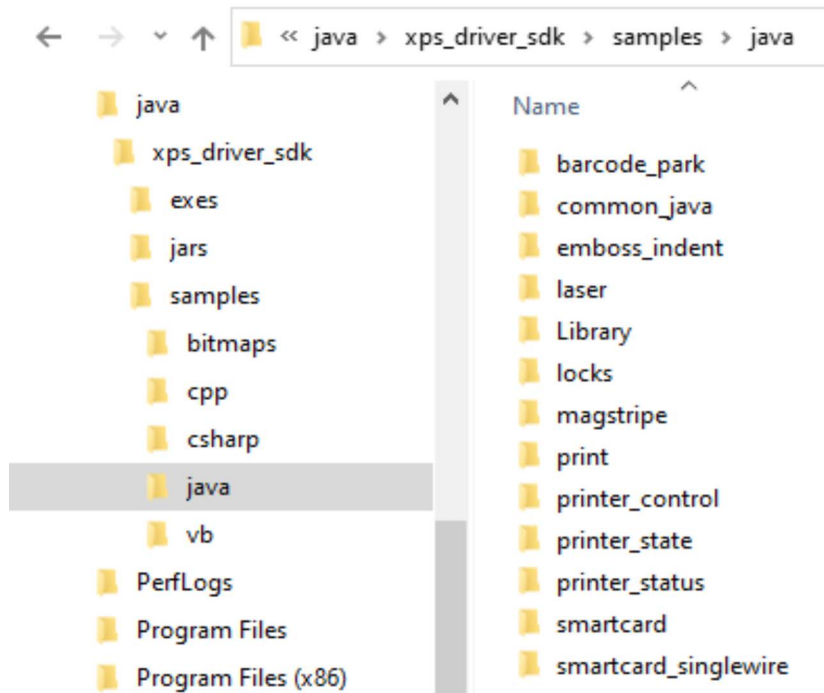 « java > xps_driver_sdk > samples > java
java
xps_driver_sdk
exes
jars
samples
bitmaps
cpp
csharp
java
vb
PerfLogs
Program Files
Program Files (x86)
Name
barcode_park
common_java
emboss_indent
laser
Library
locks
magstripe
print
printer_control
printer_state
printer_status
smartcard
smartcard_singlewire